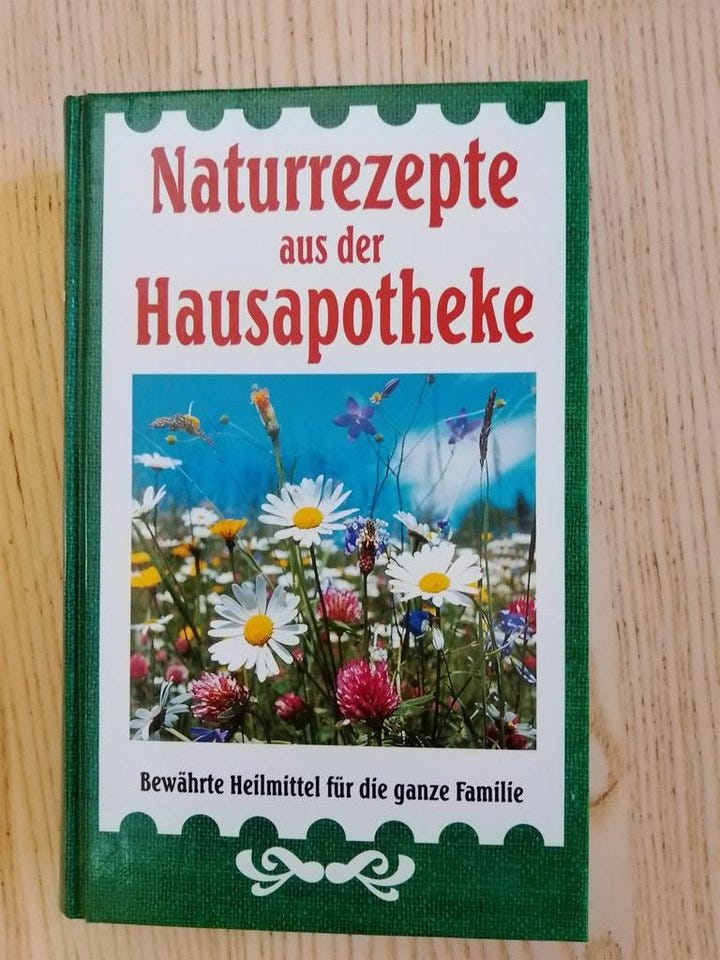 Naturrezepte
aus der
Hausapotheke
Bewährte Heilmittel für die ganze Familie